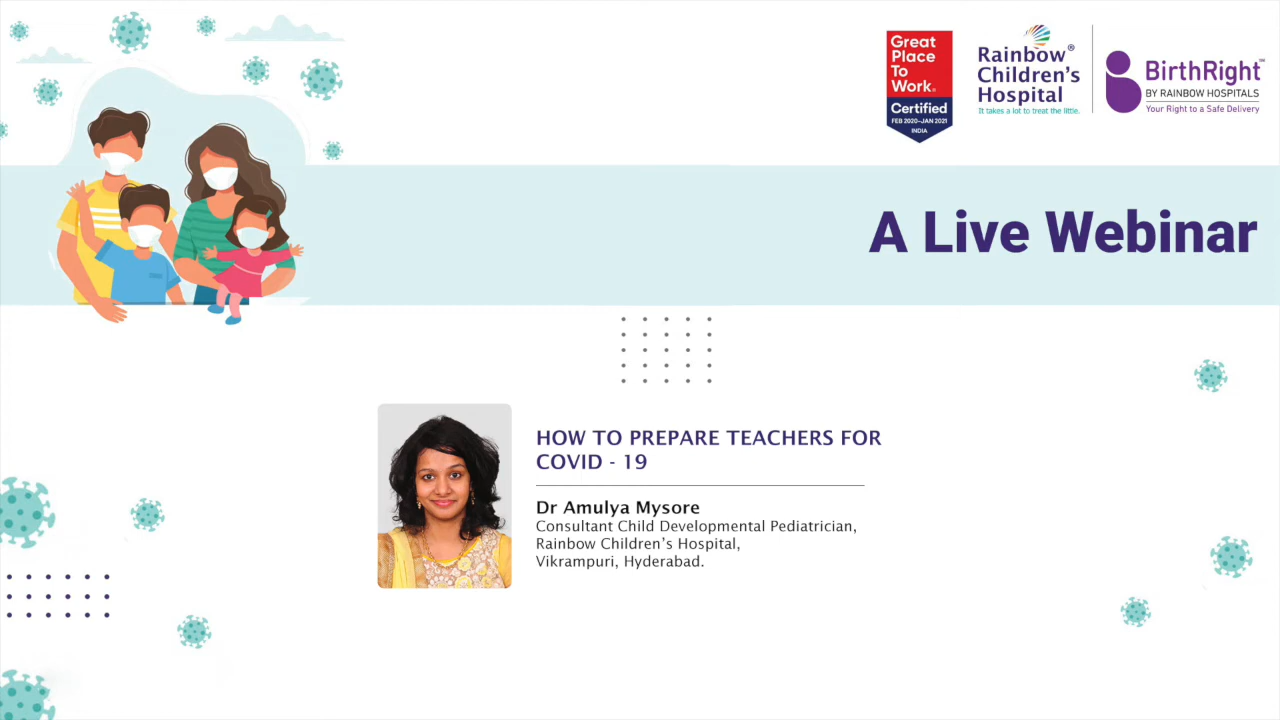 Great
Place
To
Work®
Certified
FEB 2020–JAN 2021
INDIA
Rainbow®
Children's
Hospital
It takes a lot to treat the little.
BirthRight™
BY RAINBOW HOSPITALS
Your Right to a Safe Delivery
A Live Webinar
HOW TO PREPARE TEACHERS FOR
COVID - 19
Dr Amulya Mysore
Consultant Child Developmental Pediatrician,
Rainbow Children's Hospital,
Vikrampuri, Hyderabad.